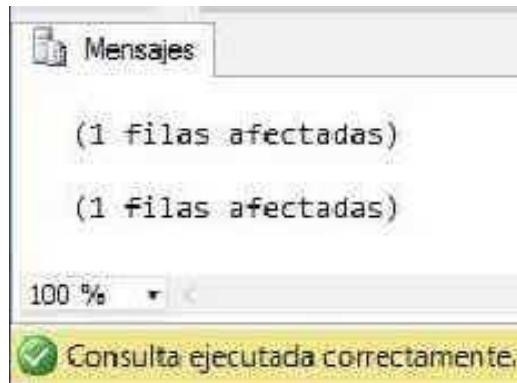 Mensajes
(1 filas afectadas)
(1 filas afectadas)
100 %
Consulta ejecutada correctamente.